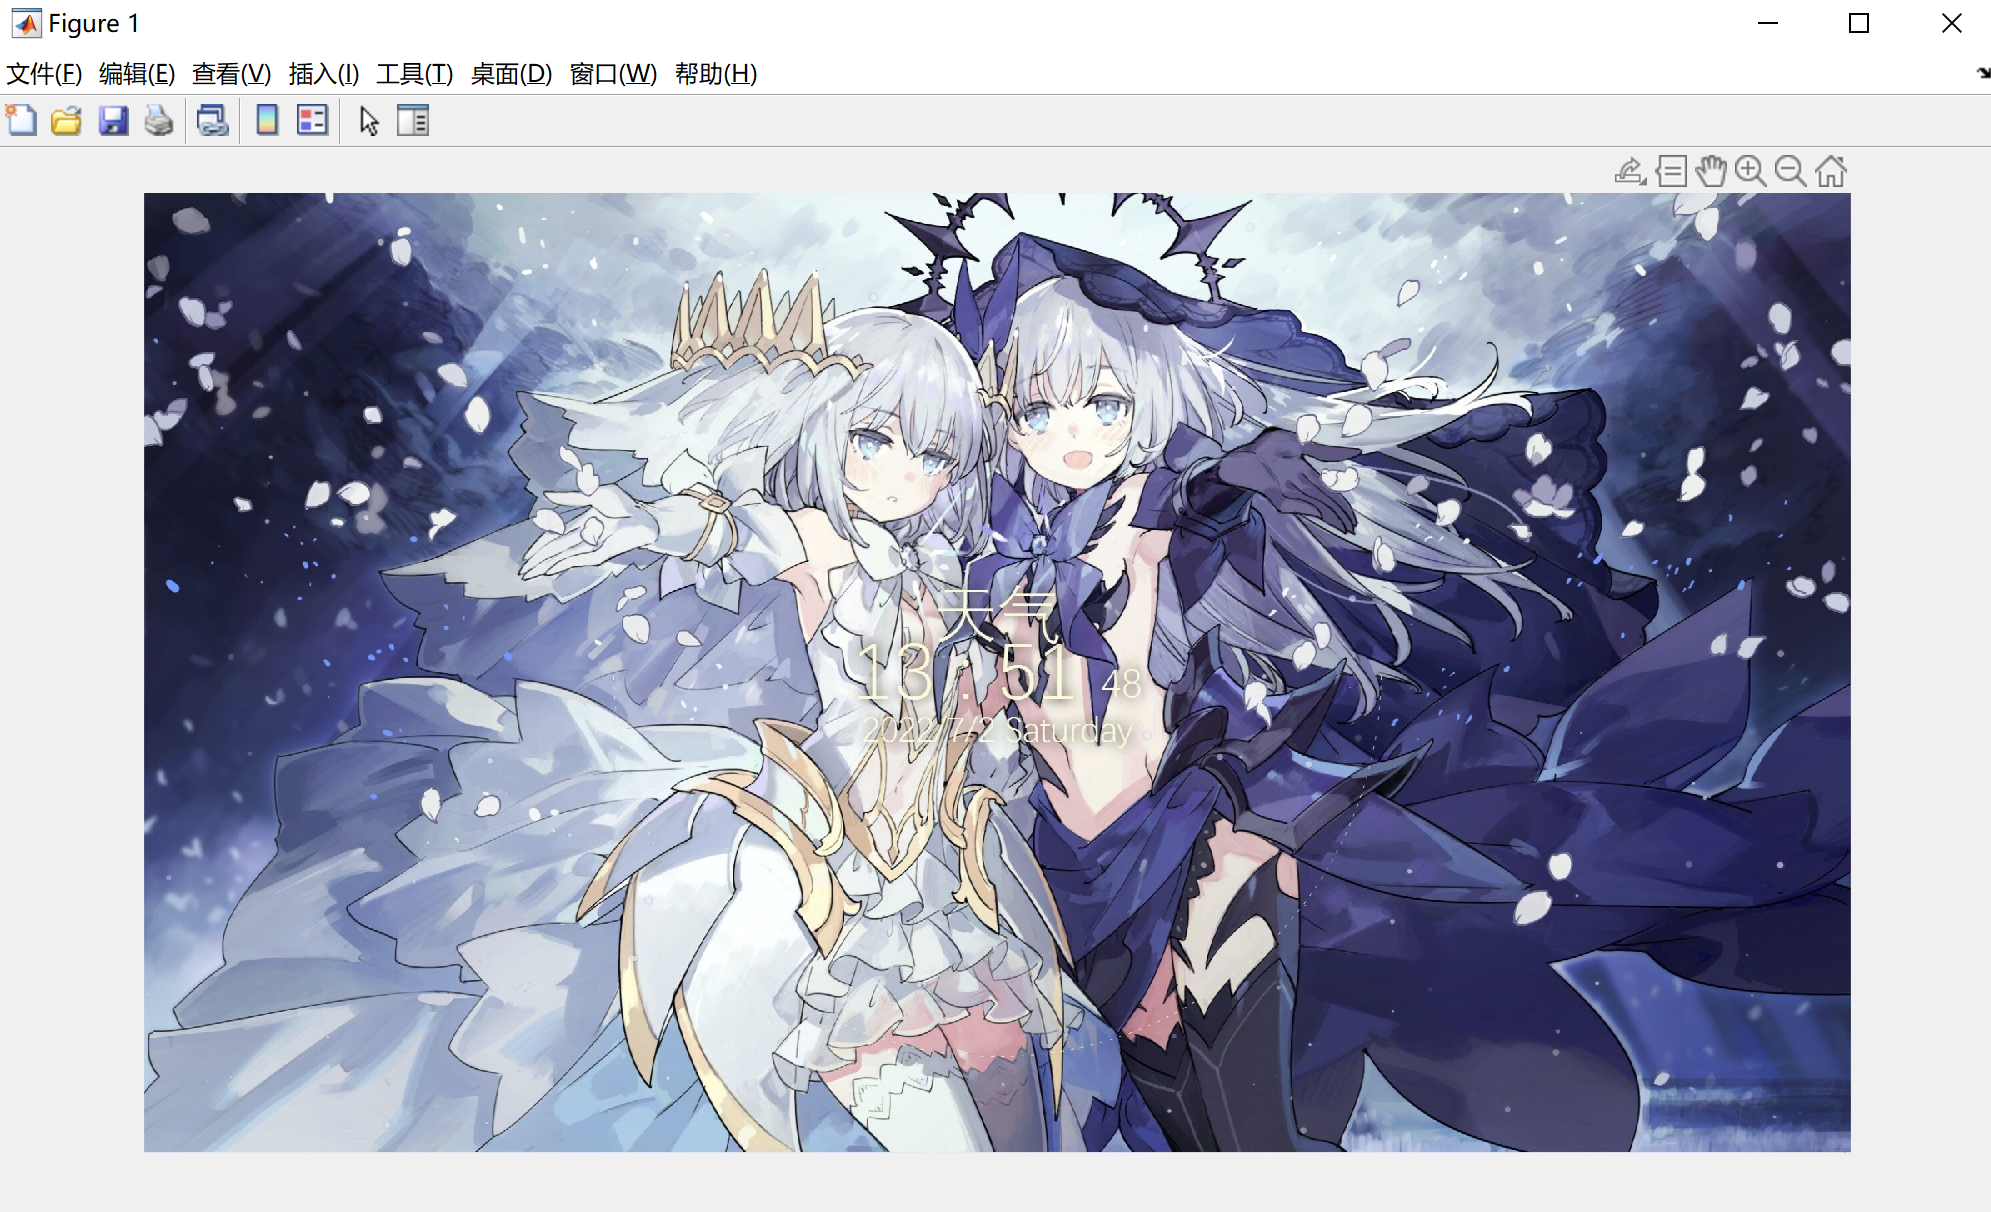 Figure 1
文件(F) 编辑(E) 查看(V) 插入(I) 工具(T) 桌面(D) 窗口(W) 帮助(H)
天气
13 : 51 48
2022/7/2 Saturday